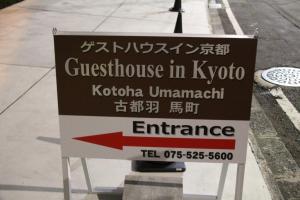 ゲストハウスイン京都
Guesthouse in Kyoto
Kotoha Umamachi
古都羽 馬町
Entrance
TEL 075-525-5600